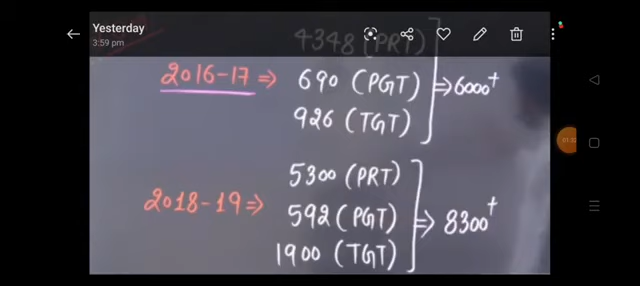 Yesterday
3:59 pm
4348 (PRT)
2016-17 ⇒ 690 (PGT) ⇒ 6000+
926 (TGT)
5300 (PRT)
2018-19 ⇒ 592 (PGT) ⇒ 8300+
1900 (TGT)